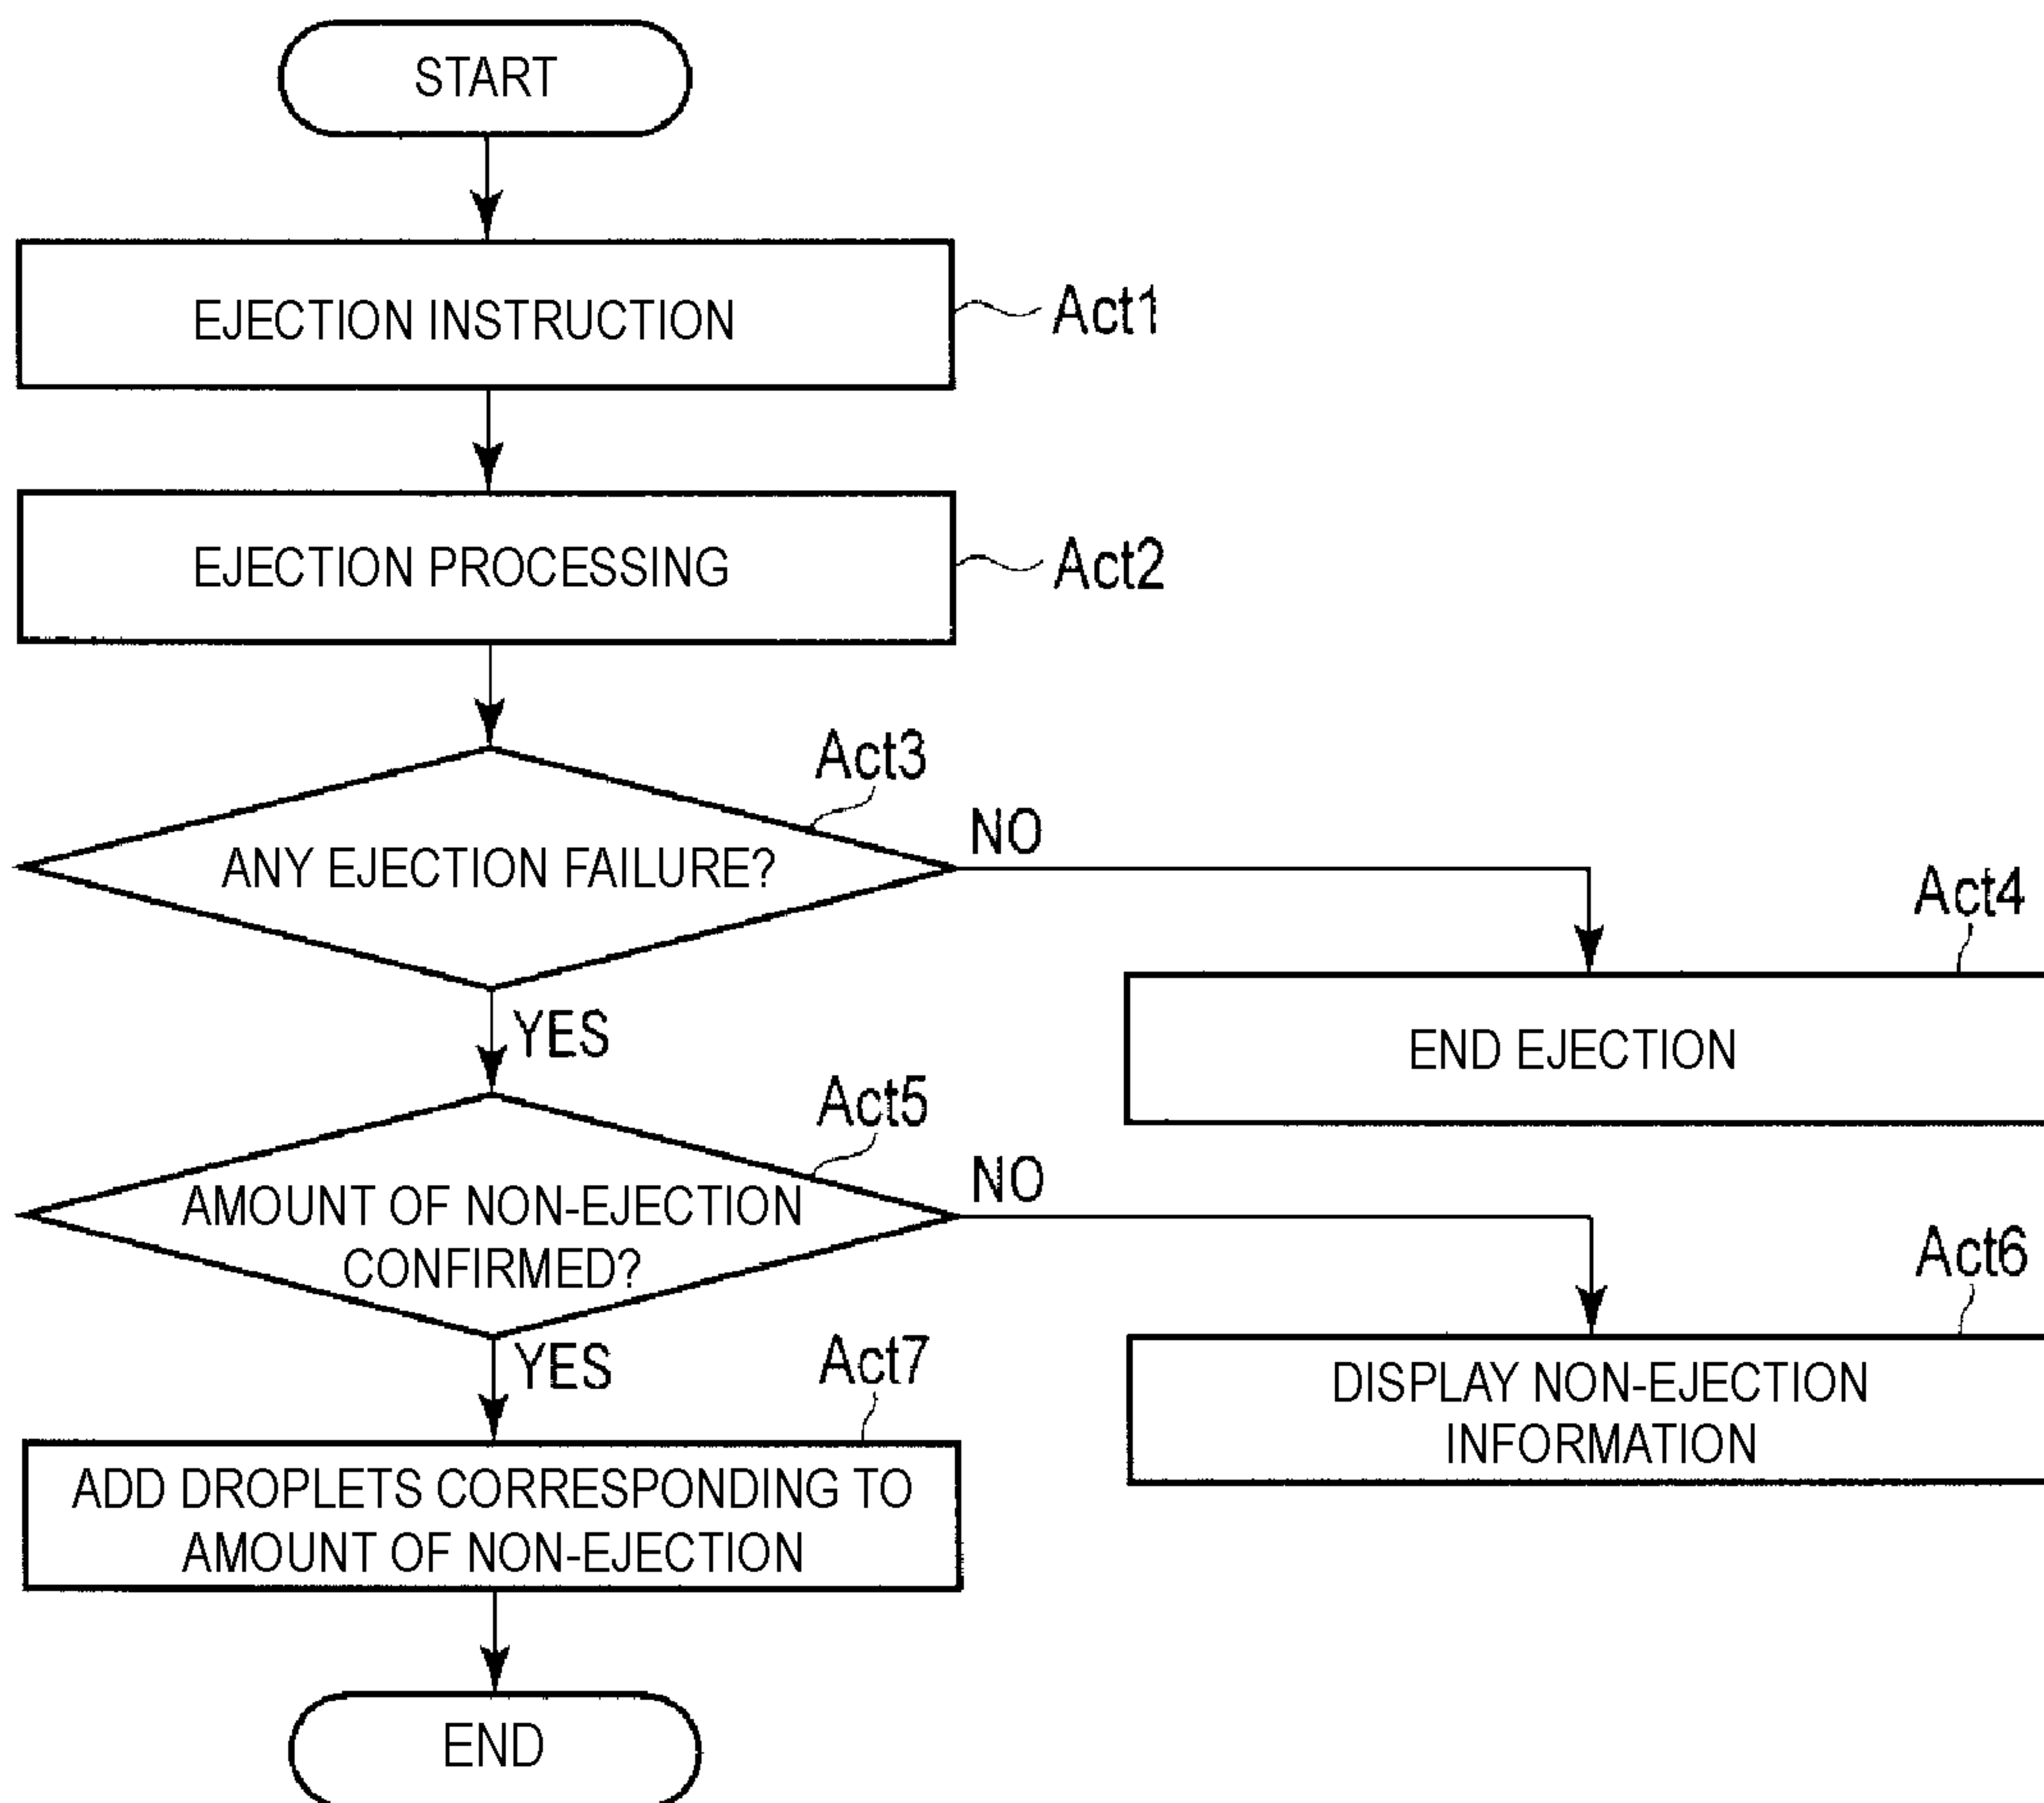 START
EJECTION INSTRUCTION
Act1
EJECTION PROCESSING
Act2
Act3
ANY EJECTION FAILURE?
NO
Act4
END EJECTION
YES
Act5
AMOUNT OF NON-EJECTION
CONFIRMED?
NO
Act6
DISPLAY NON-EJECTION
INFORMATION
YES
Act7
ADD DROPLETS CORRESPONDING TO
AMOUNT OF NON-EJECTION
END